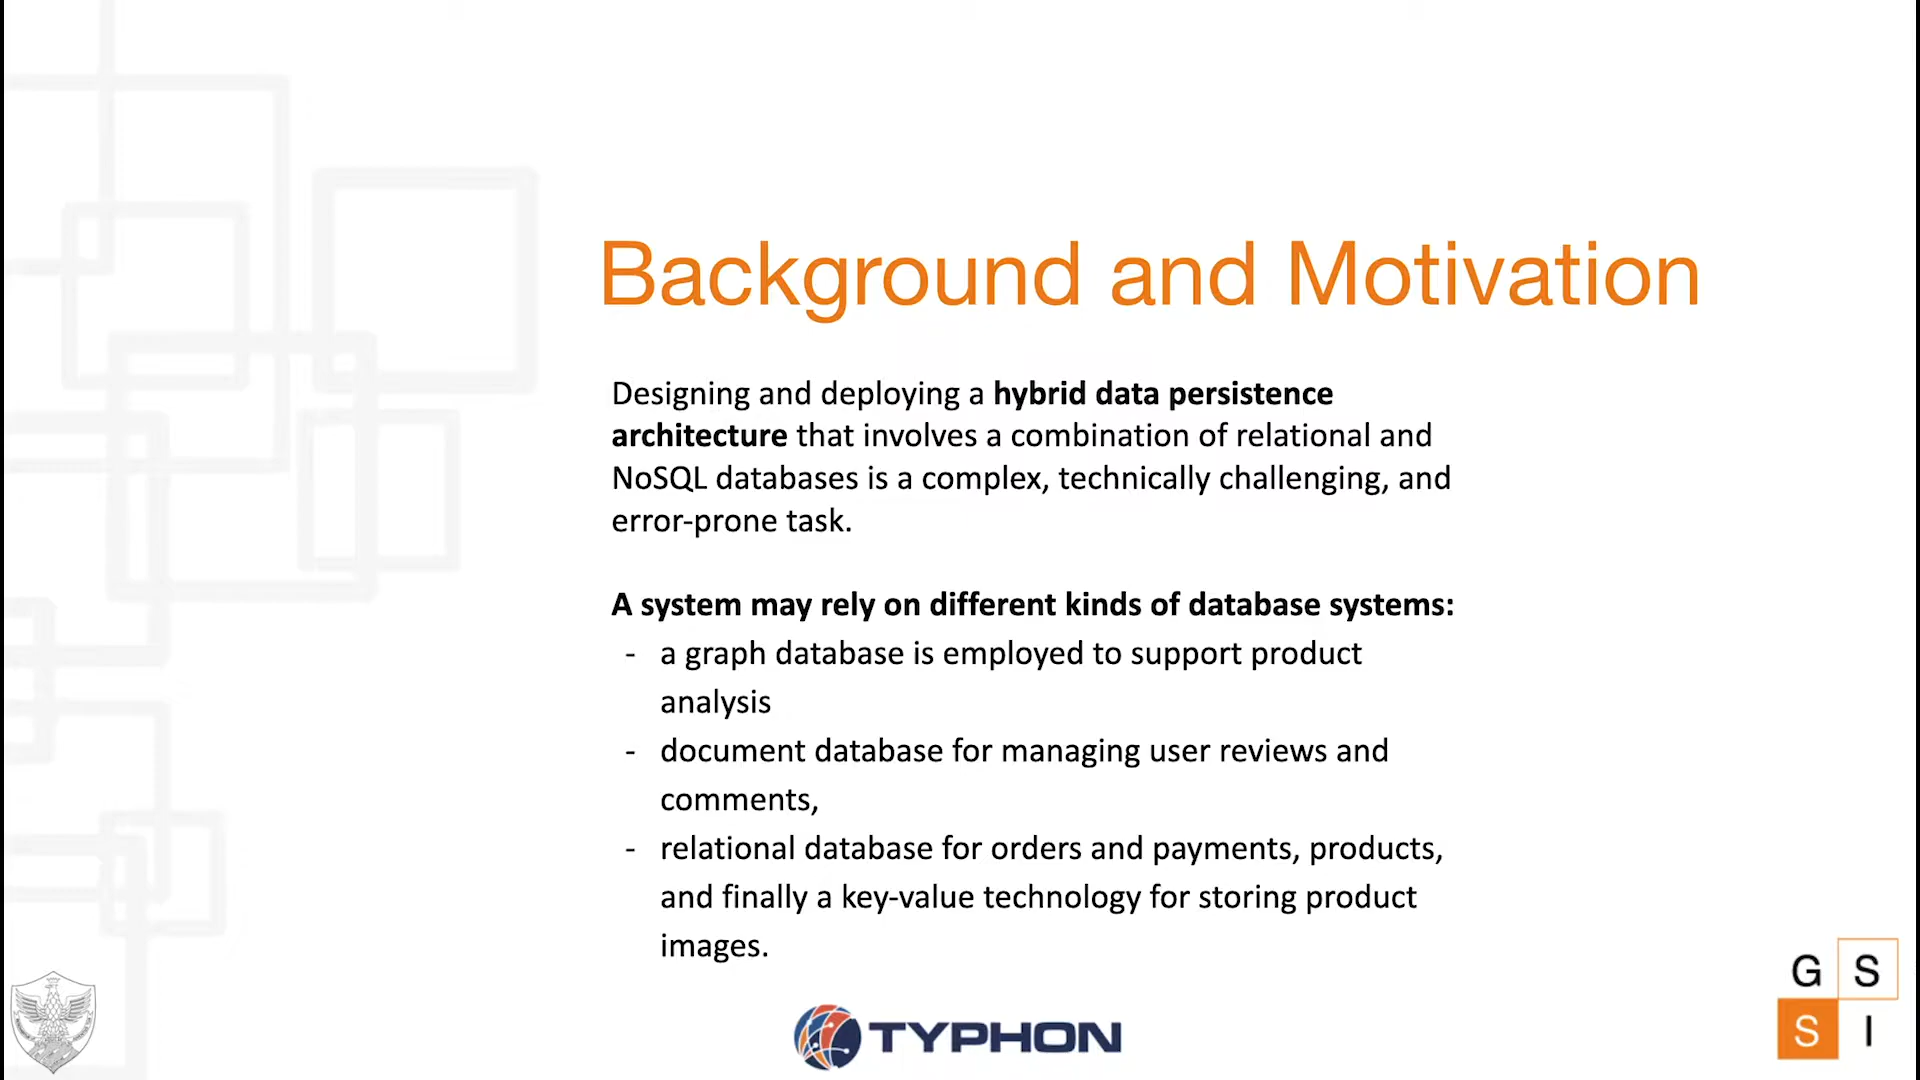 Background and Motivation
Designing and deploying a hybrid data persistence
architecture that involves a combination of relational and
NoSQL databases is a complex, technically challenging, and
error-prone task.
A system may rely on different kinds of database systems:
- a graph database is employed to support product
analysis
- document database for managing user reviews and
comments,
- relational database for orders and payments, products,
and finally a key-value technology for storing product
images.
TYPHON
G S
S I